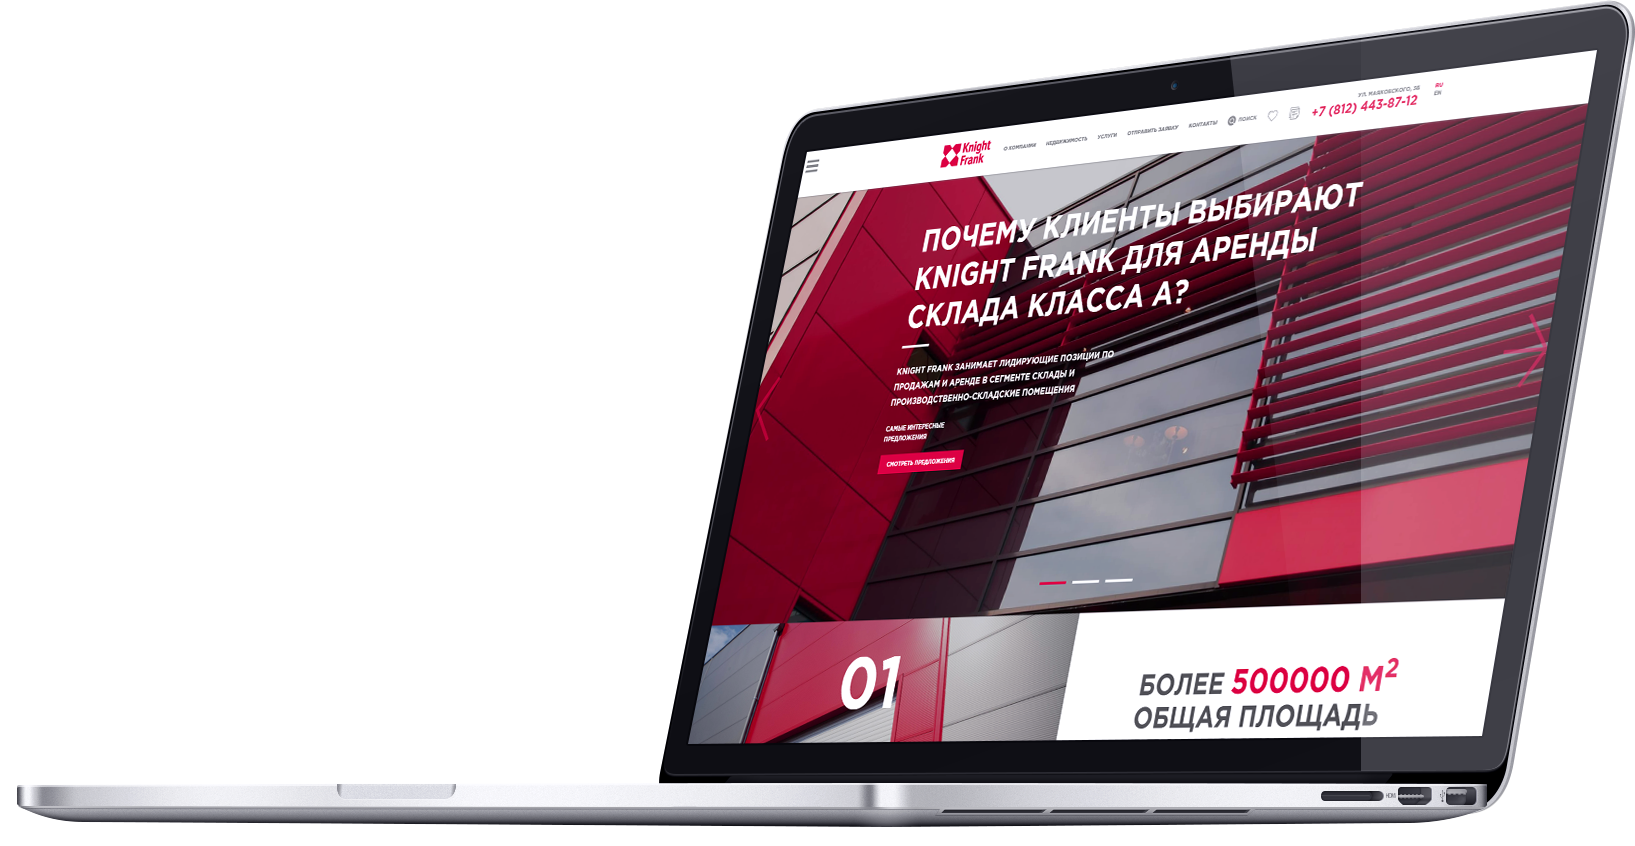 УЛ. МАЯКОВСКОГО, 3Б
RU
EN
+7 (812) 443-87-12
Knight
Frank
О КОМПАНИИ
НЕДВИЖИМОСТЬ
УСЛУГИ
ОТПРАВИТЬ ЗАЯВКУ
КОНТАКТЫ
ПОИСК
ПОЧЕМУ КЛИЕНТЫ ВЫБИРАЮТ
KNIGHT FRANK ДЛЯ АРЕНДЫ
СКЛАДА КЛАССА А?
KNIGHT FRANK ЗАНИМАЕТ ЛИДИРУЮЩИЕ ПОЗИЦИИ ПО
ПРОДАЖАМ И АРЕНДЕ В СЕГМЕНТЕ СКЛАДЫ И
ПРОИЗВОДСТВЕННО-СКЛАДСКИЕ ПОМЕЩЕНИЯ
САМЫЕ ИНТЕРЕСНЫЕ
ПРЕДЛОЖЕНИЯ
СМОТРЕТЬ ПРЕДЛОЖЕНИЯ
01
БОЛЕЕ 500000 М²
ОБЩАЯ ПЛОЩАДЬ